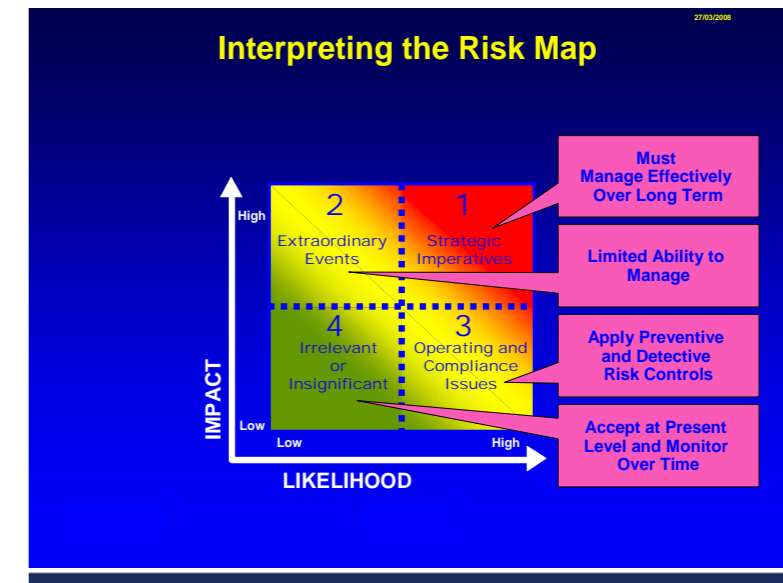 27/03/2008
Interpreting the Risk Map
High
2
Extraordinary
Events
1
Strategic
Imperatives
4
Irrelevant
or
Insignificant
3
Operating and
Compliance
Issues
Low
Low
High
IMPACT
LIKELIHOOD
Must
Manage Effectively
Over Long Term
Limited Ability to
Manage
Apply Preventive
and Detective
Risk Controls
Accept at Present
Level and Monitor
Over Time